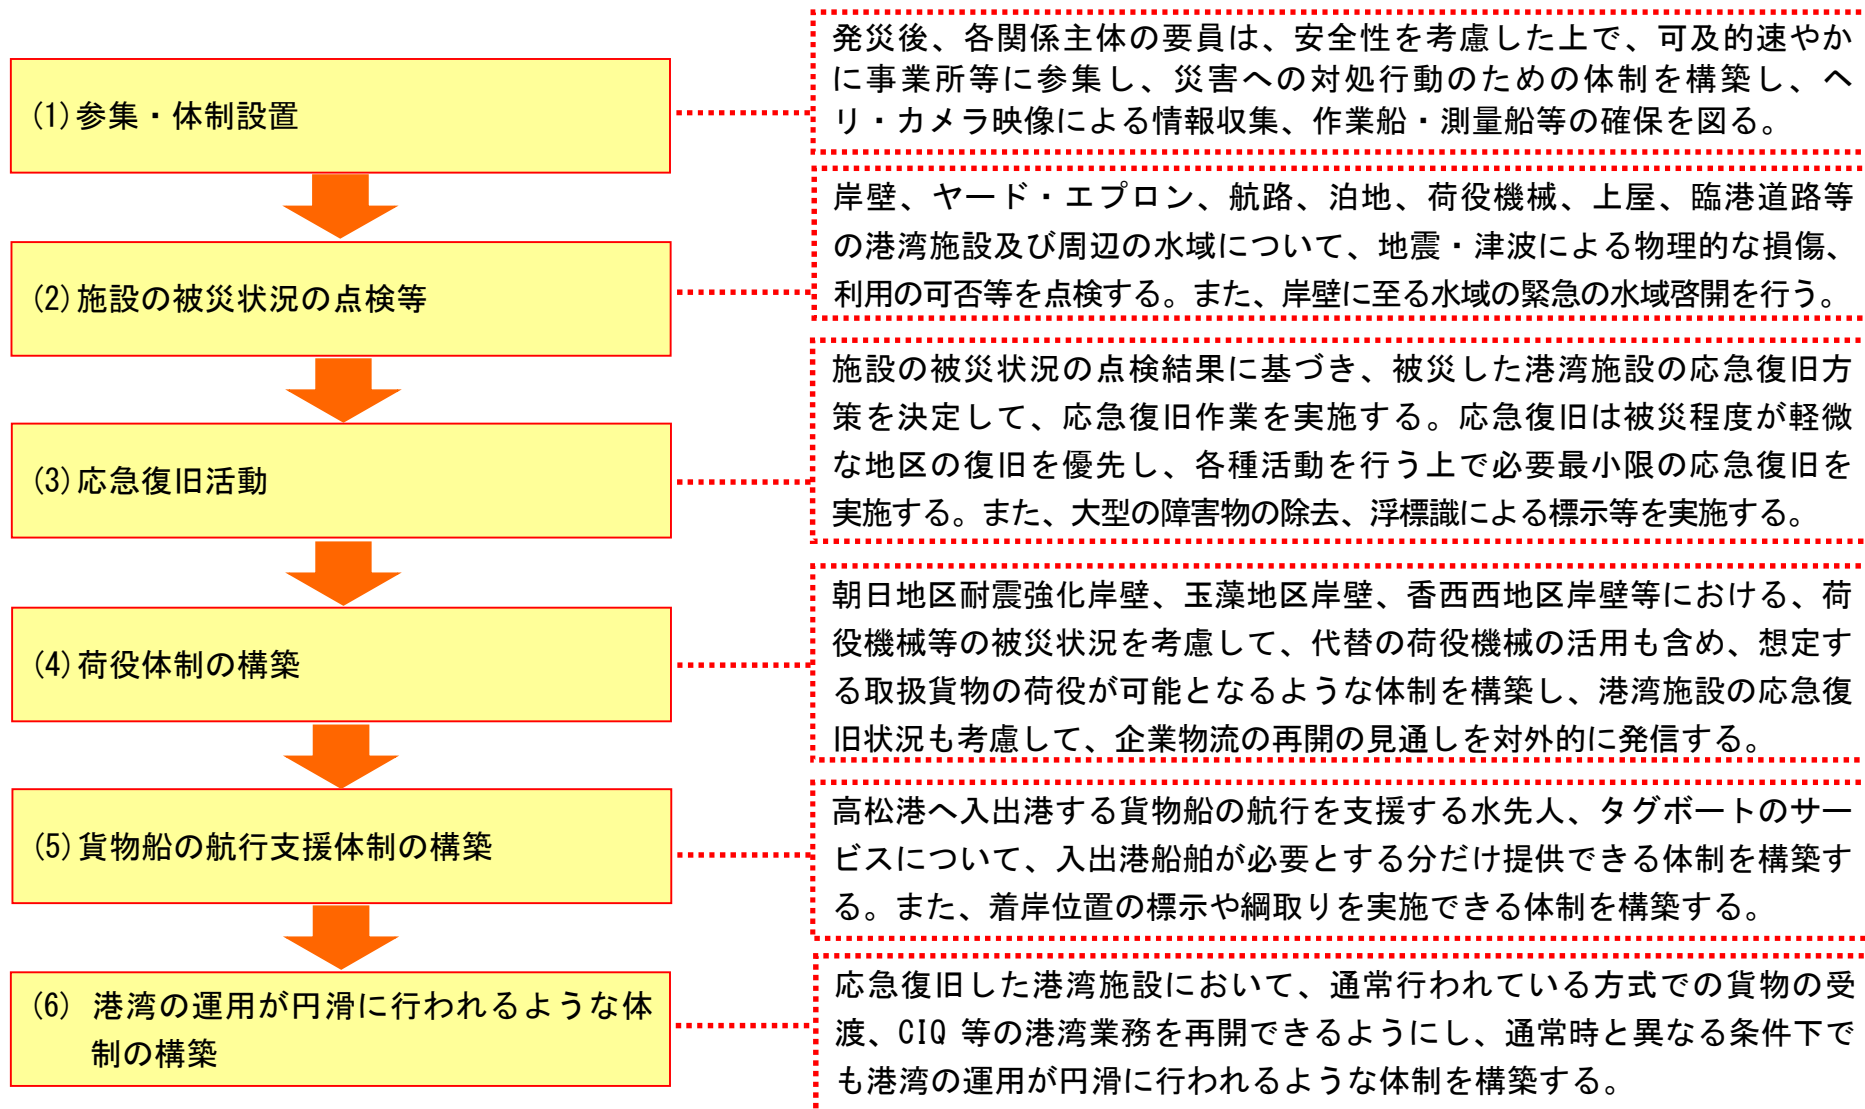 (1)参集・体制設置
発災後、各関係主体の要員は、安全性を考慮した上で、可及的速やか
に事業所等に参集し、災害への対処行動のための体制を構築し、ヘ
リ・カメラ映像による情報収集、作業船・測量船等の確保を図る。
(2)施設の被災状況の点検等
岸壁、ヤード・エプロン、航路、泊地、荷役機械、上屋、臨港道路等
の港湾施設及び周辺の水域について、地震・津波による物理的な損傷、
利用の可否等を点検する。また、岸壁に至る水域の緊急の水域啓開を行う。
(3)応急復旧活動
施設の被災状況の点検結果に基づき、被災した港湾施設の応急復旧方
策を決定して、応急復旧作業を実施する。応急復旧は被災程度が軽微
な地区の復旧を優先し、各種活動を行う上で必要最小限の応急復旧を
実施する。また、大型の障害物の除去、浮標識による標示等を実施する。
(4)荷役体制の構築
朝日地区耐震強化岸壁、玉藻地区岸壁、香西西地区岸壁等における、荷
役機械等の被災状況を考慮して、代替の荷役機械の活用も含め、想定す
る取扱貨物の荷役が可能となるような体制を構築し、港湾施設の応急復
旧状況も考慮して、企業物流の再開の見通しを対外的に発信する。
(5)貨物船の航行支援体制の構築
高松港へ入出港する貨物船の航行を支援する水先人、タグボートのサー
ビスについて、入出港船舶が必要とする分だけ提供できる体制を構築す
る。また、着岸位置の標示や綱取りを実施できる体制を構築する。
(6) 港湾の運用が円滑に行われるような体
制の構築
応急復旧した港湾施設において、通常行われている方式での貨物の受
渡、CIQ 等の港湾業務を再開できるようにし、通常時と異なる条件下で
も港湾の運用が円滑に行われるような体制を構築する。